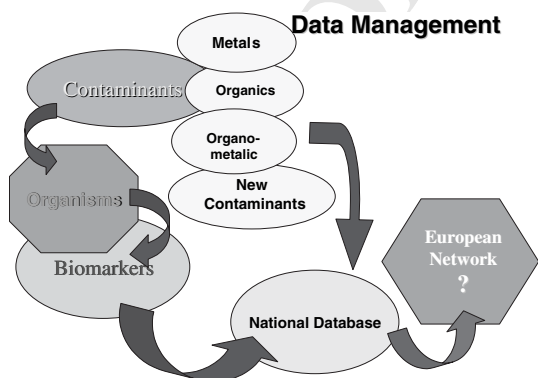 Data Management
Metals
Contaminants
Organics
Organo-
metalic
New
Contaminants
Organisms
Biomarkers
European
Network
?
National Database